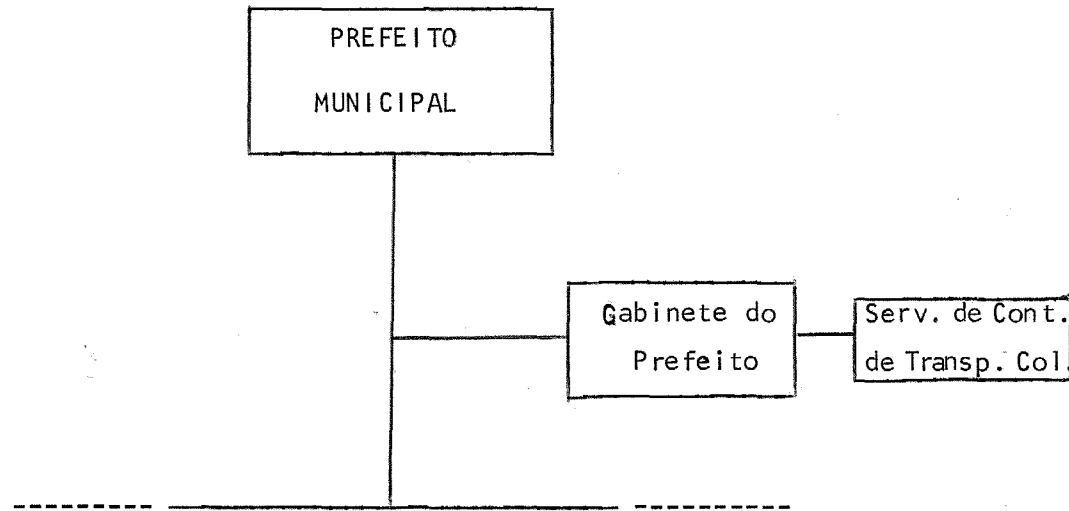 PREFEITO
MUNICIPAL
Gabinete do
Prefeito
Serv. de Cont.
de Transp. Col.